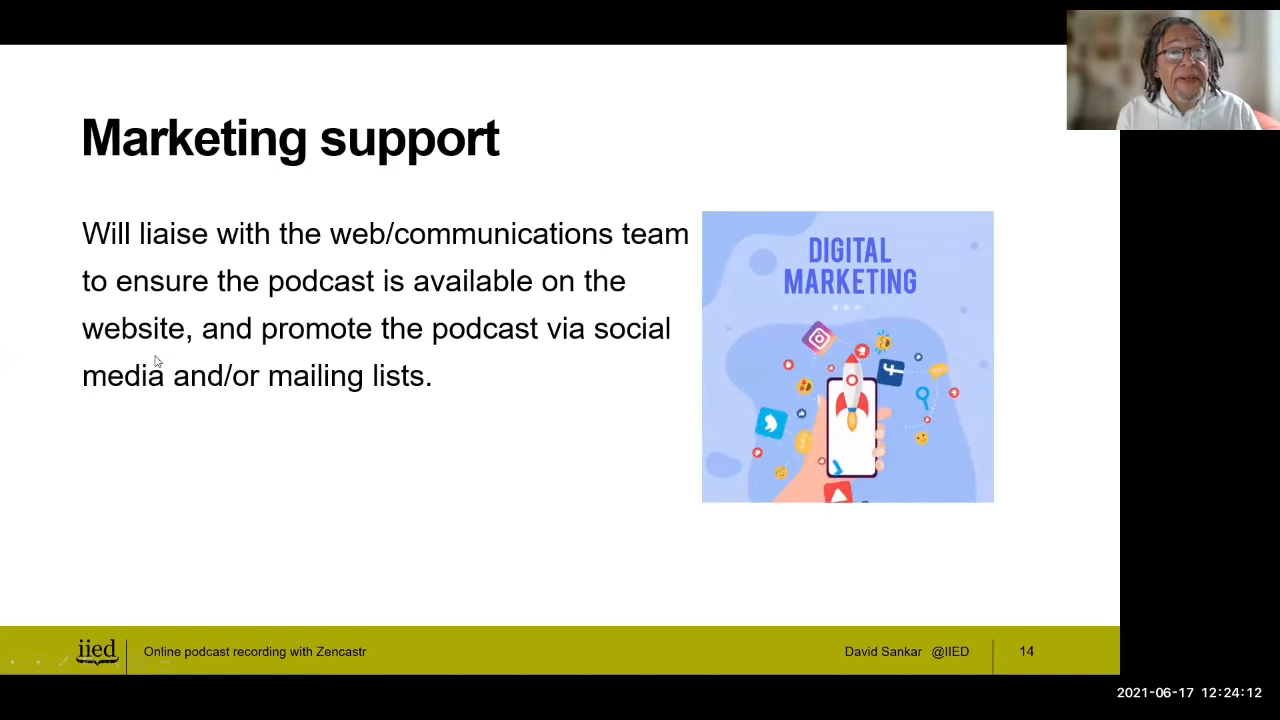 Marketing support
Will liaise with the web/communications team
to ensure the podcast is available on the
website, and promote the podcast via social
media and/or mailing lists.
DIGITAL
MARKETING
iied
Online podcast recording with Zencastr
David Sankar @IIED
14
2021-06-17 12:24:12